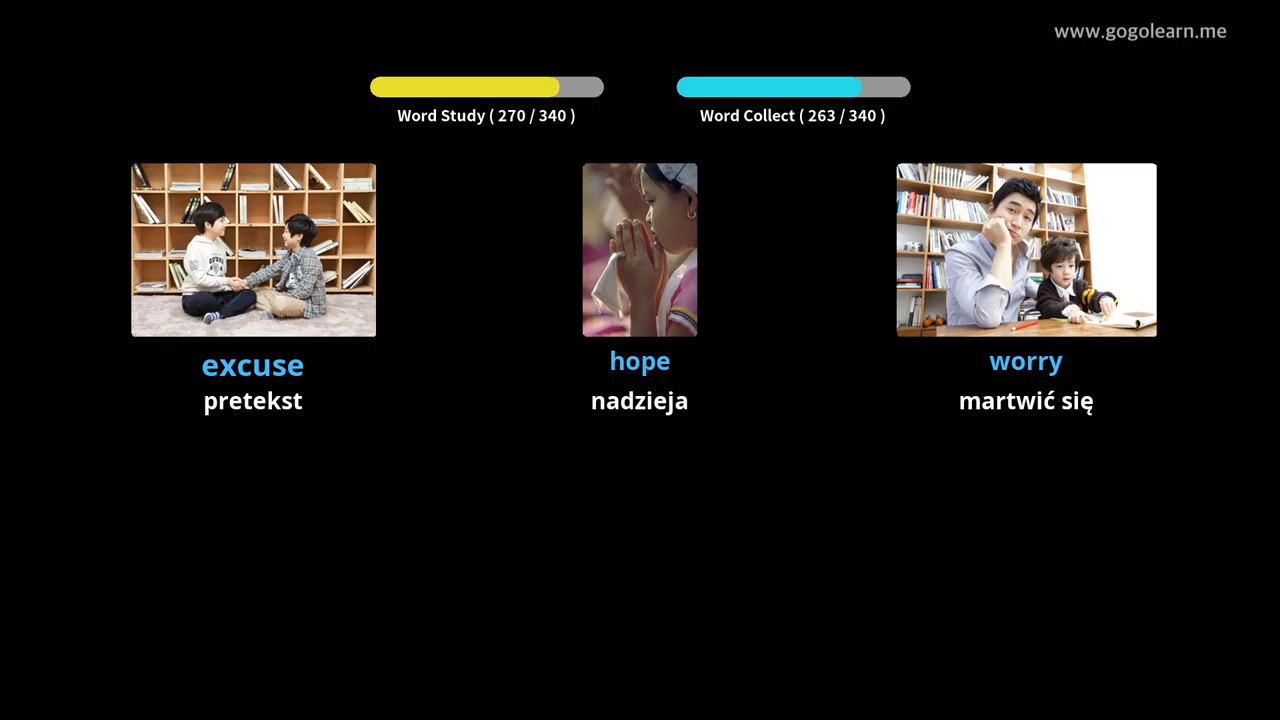 www.gogolearn.me
Word Study ( 270 / 340 )
Word Collect ( 263 / 340 )
excuse
pretekst
hope
nadzieja
worry
martwić się